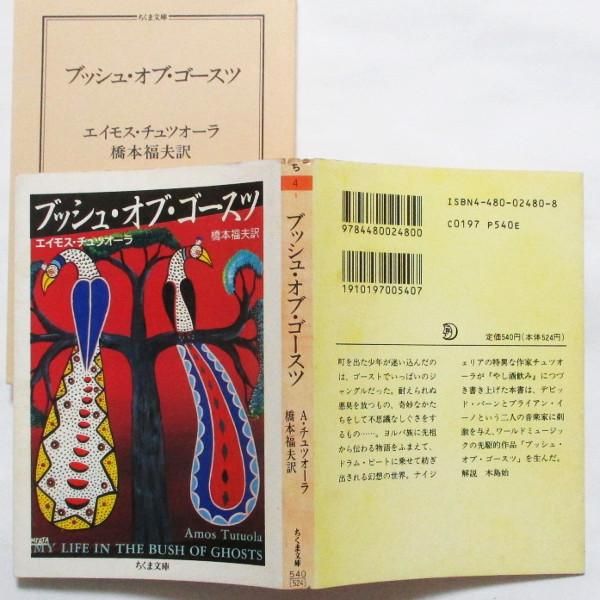 ちくま文庫
ブッシュ・オブ・ゴースツ
エイモス・チュツオーラ
橋本福夫訳
ブッシュ・オブ・ゴースツ
エイモス・チュツオーラ
橋本福夫訳
Amos Tutuola
MY LIFE IN THE BUSH OF GHOSTS
ちくま文庫
ち
4
ブッシュ・オブ・ゴースツ
A・チュツオーラ
橋本福夫訳
ちくま文庫
540
[524]
9784480024800
ISBN4-480-02480-8
C0197 P540E
1910197005407
定価540円(本体524円)
町を出た少年が迷い込んだの
は、ゴーストでいっぱいのジ
ャングルだった。耐えられぬ
悪臭を放つもの、奇妙なかた
ちをして不思議なしぐさをす
るもの……。ヨルバ族に先祖
から伝わる物語をふまえて、
ドラム・ビートに乗せて紡ぎ
出される幻想の世界。ナイジ
ェリアの特異な作家チュツオ
ーラが『やし酒飲み』につづ
き書き上げた本書は、デビッ
ド・バーンとブライアン・イ
ーノという二人の音楽家に刺
激を与え、ワールドミュージッ
クの先駆的作品「ブッシュ・
オブ・ゴースツ」を生んだ。
解説 木島始